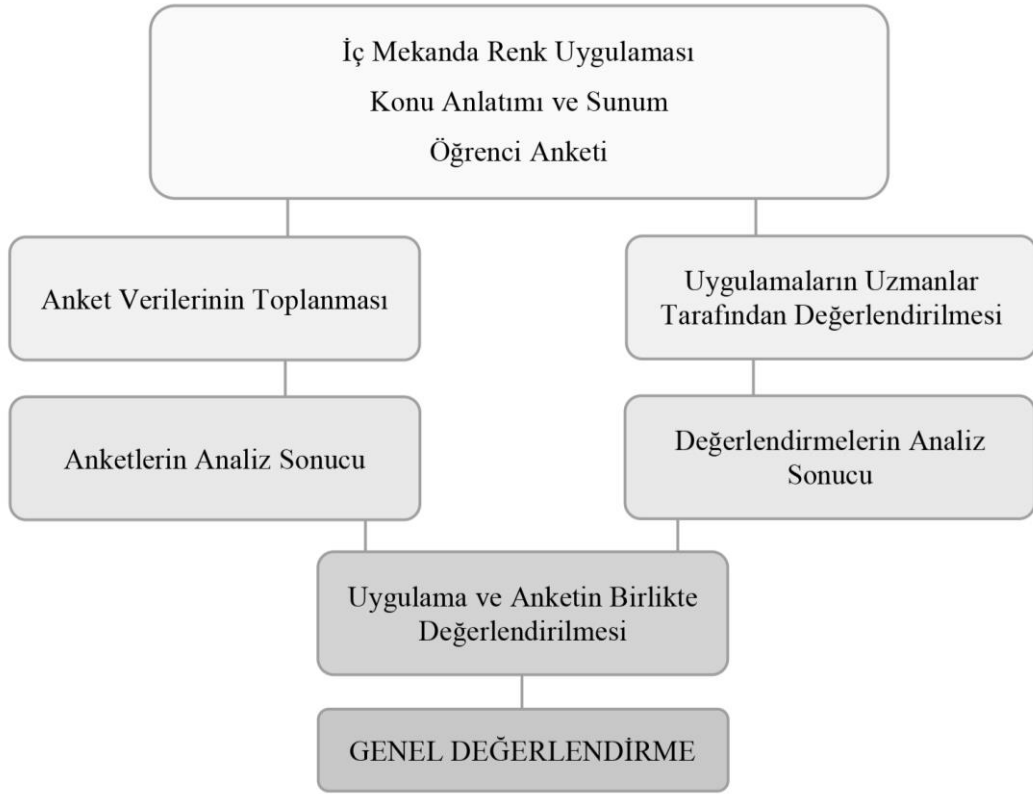 İç Mekanda Renk Uygulaması
Konu Anlatımı ve Sunum
Öğrenci Anketi
Anket Verilerinin Toplanması
Uygulamaların Uzmanlar
Tarafından Değerlendirilmesi
Anketlerin Analiz Sonucu
Değerlendirmelerin Analiz
Sonucu
Uygulama ve Anketin Birlikte
Değerlendirilmesi
GENEL DEĞERLENDİRME